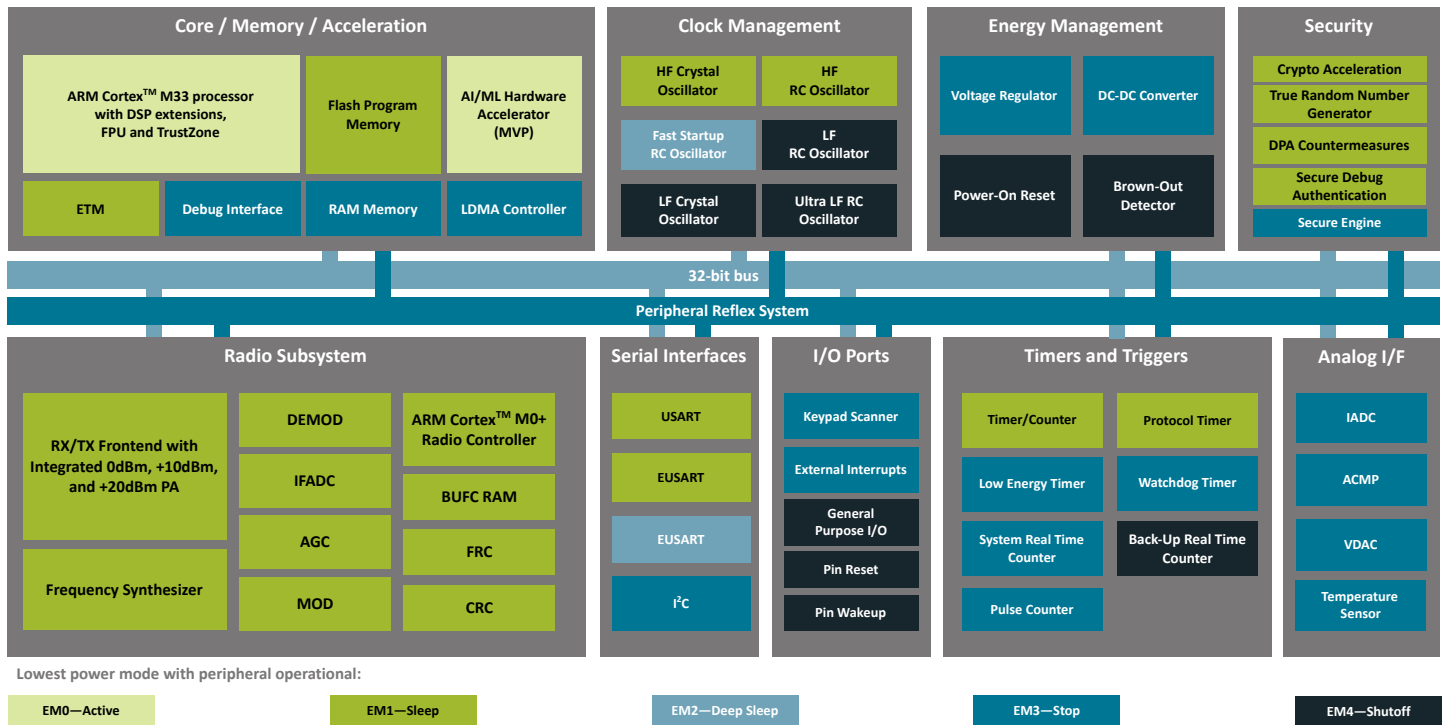 Core / Memory / Acceleration
ARM Cortex™ M33 processor
with DSP extensions,
FPU and TrustZone
Flash Program
Memory
AI/ML Hardware
Accelerator
(MVP)
ETM
Debug Interface
RAM Memory
LDMA Controller
Clock Management
HF Crystal
Oscillator
HF
RC Oscillator
Fast Startup
RC Oscillator
LF
RC Oscillator
LF Crystal
Oscillator
Ultra LF RC
Oscillator
Energy Management
Voltage Regulator
DC-DC Converter
Power-On Reset
Brown-Out
Detector
Security
Crypto Acceleration
True Random Number
Generator
DPA Countermeasures
Secure Debug
Authentication
Secure Engine
32-bit bus
Peripheral Reflex System
Radio Subsystem
RX/TX Frontend with
Integrated 0dBm, +10dBm,
and +20dBm PA
Frequency Synthesizer
DEMOD
IFADC
AGC
MOD
ARM Cortex™ M0+
Radio Controller
BUFC RAM
FRC
CRC
Serial Interfaces
USART
EUSART
EUSART
I²C
I/O Ports
Keypad Scanner
External Interrupts
General
Purpose I/O
Pin Reset
Pin Wakeup
Timers and Triggers
Timer/Counter
Protocol Timer
Low Energy Timer
Watchdog Timer
System Real Time
Counter
Back-Up Real Time
Counter
Pulse Counter
Analog I/F
IADC
ACMP
VDAC
Temperature
Sensor
Lowest power mode with peripheral operational:
EM0—Active
EM1—Sleep
EM2—Deep Sleep
EM3—Stop
EM4—Shutoff